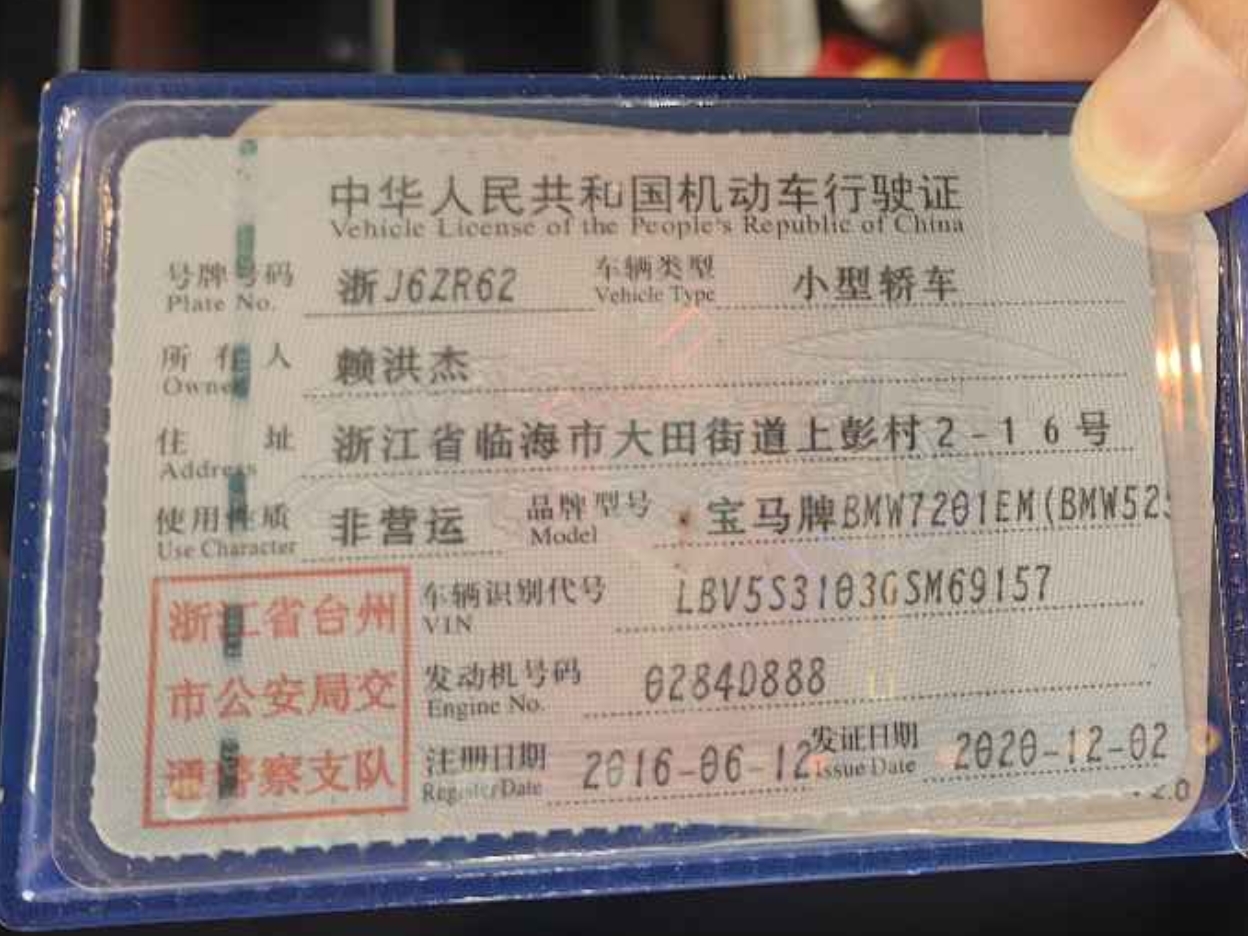 中华人民共和国机动车行驶证
Vehicle License of the People's Republic of China
号牌号码 浙J6ZR62 车辆类型 小型轿车
Plate No. Vehicle Type
所有人 赖洪杰
Owner
住址 浙江省临海市大田街道上彭村2-16号
Address
使用性质 非营运 品牌型号 宝马牌BMW7201EM(BMW525
Use Character Model
浙江省台州
市公安局交
通警察支队
车辆识别代号 LBV5S3103GSM69157
VIN
发动机号码 0284D888
Engine No.
注册日期 2016-06-12 发证日期 2020-12-02
Register Date Issue Date
2.0